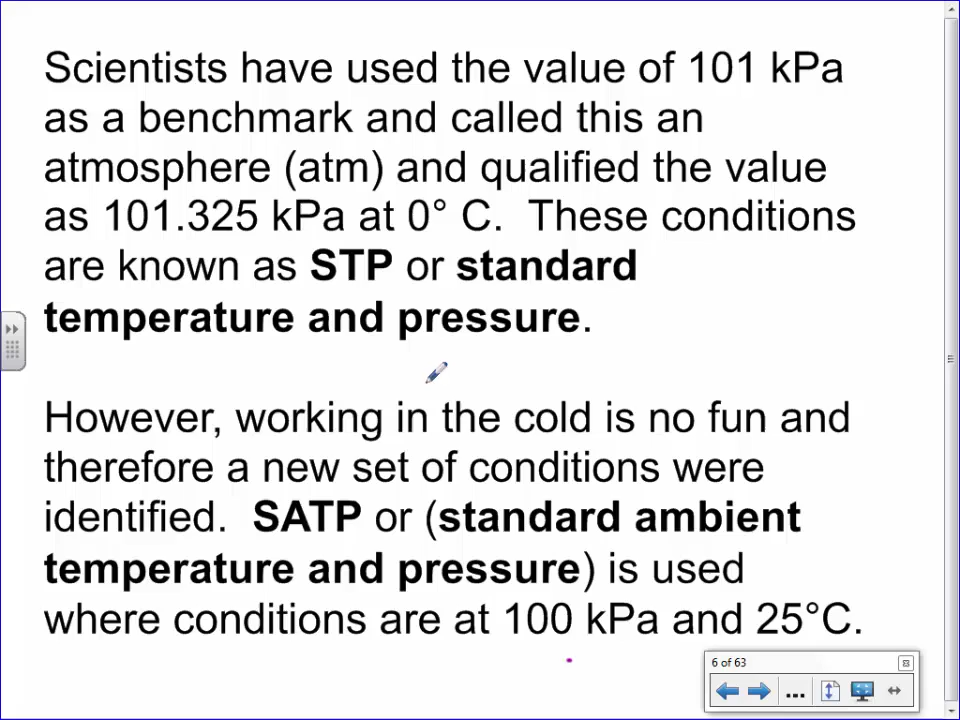 Scientists have used the value of 101 kPa
as a benchmark and called this an
atmosphere (atm) and qualified the value
as 101.325 kPa at 0° C.  These conditions
are known as STP or standard
temperature and pressure.
However, working in the cold is no fun and
therefore a new set of conditions were
identified.  SATP or (standard ambient
temperature and pressure) is used
where conditions are at 100 kPa and 25°C.
6 of 63
...